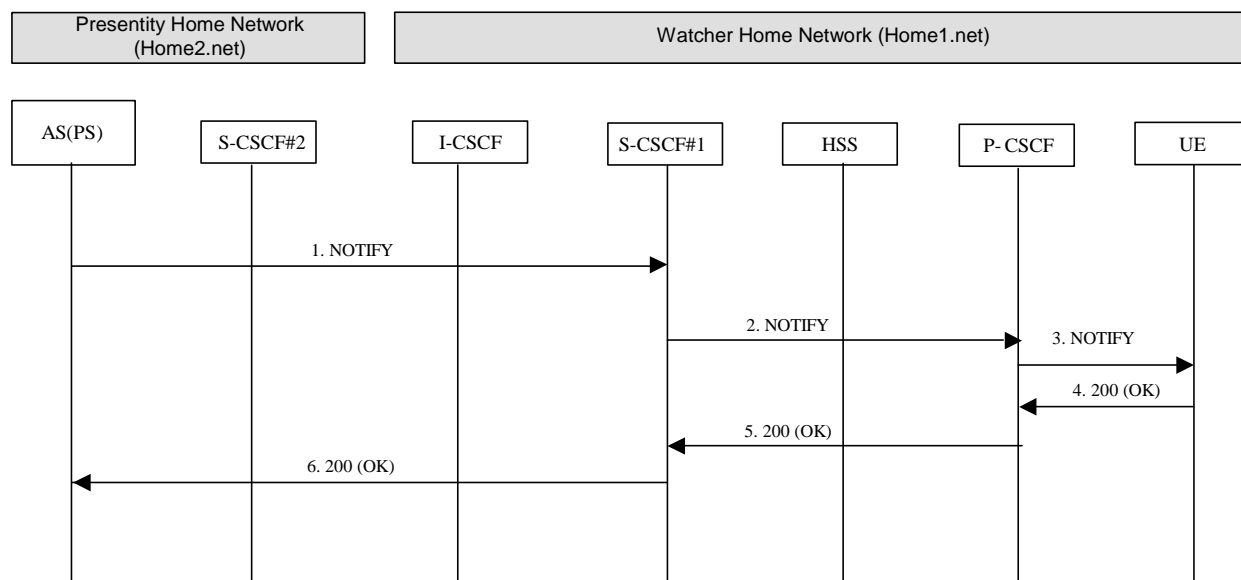 Presentity Home Network
(Home2.net)
Watcher Home Network (Home1.net)
AS(PS)
S-CSCF#2
I-CSCF
S-CSCF#1
HSS
P- CSCF
UE
1. NOTIFY
2. NOTIFY
3. NOTIFY
4. 200 (OK)
5. 200 (OK)
6. 200 (OK)